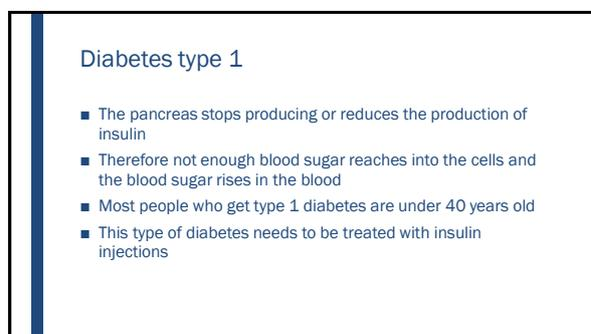 Diabetes type 1
■ The pancreas stops producing or reduces the production of
insulin
■ Therefore not enough blood sugar reaches into the cells and
the blood sugar rises in the blood
■ Most people who get type 1 diabetes are under 40 years old
■ This type of diabetes needs to be treated with insulin
injections